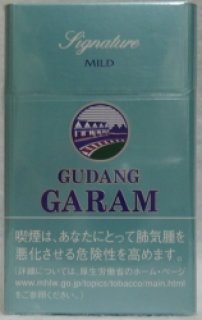 Signature
MILD
GUDANG
GARAM
喫煙は、あなたにとって肺気腫を
悪化させる危険性を高めます。
(詳細については、厚生労働省のホーム・ページ
www.mhlw.go.jp/topics/tobacco/main.html
をご参照ください。)